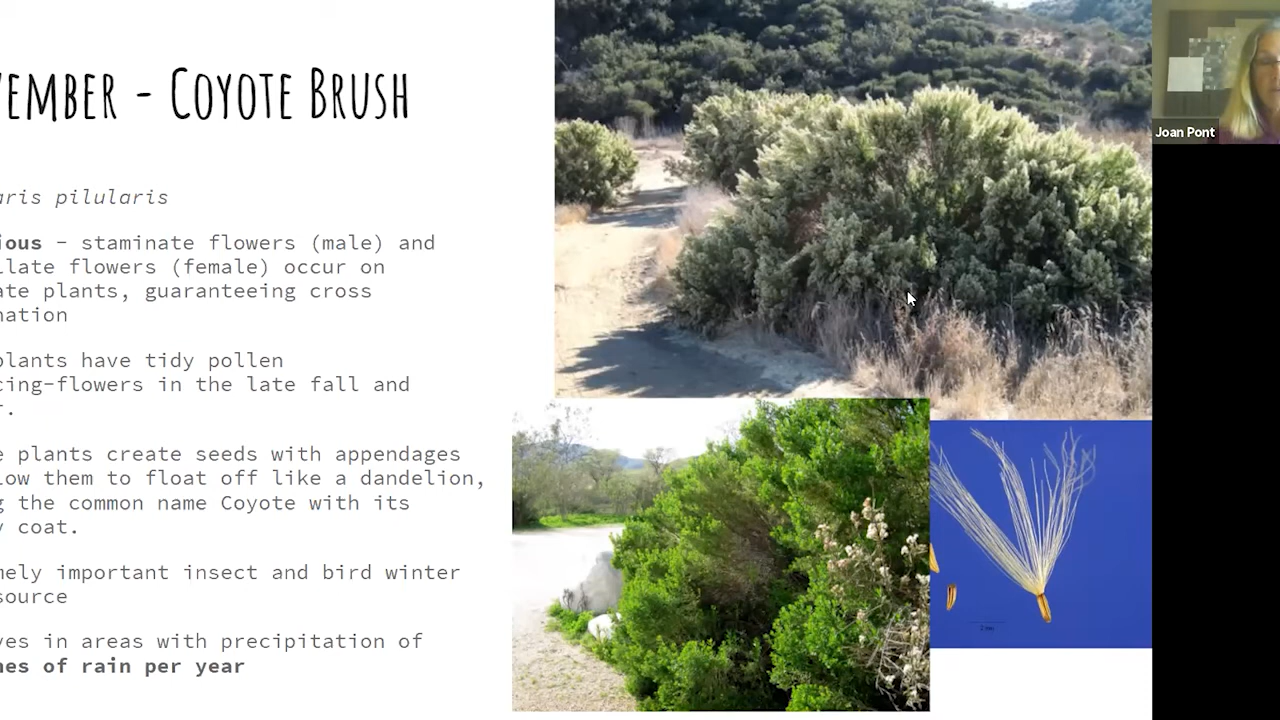 VEMBER - COYOTE BRUSH
aris pilularis
ious - staminate flowers (male) and
llate flowers (female) occur on
ate plants, guaranteeing cross
nation
plants have tidy pollen
cing-flowers in the late fall and
r.
e plants create seeds with appendages
low them to float off like a dandelion,
g the common name Coyote with its
y coat.
mely important insect and bird winter
source
ves in areas with precipitation of
hes of rain per year
Joan Pont